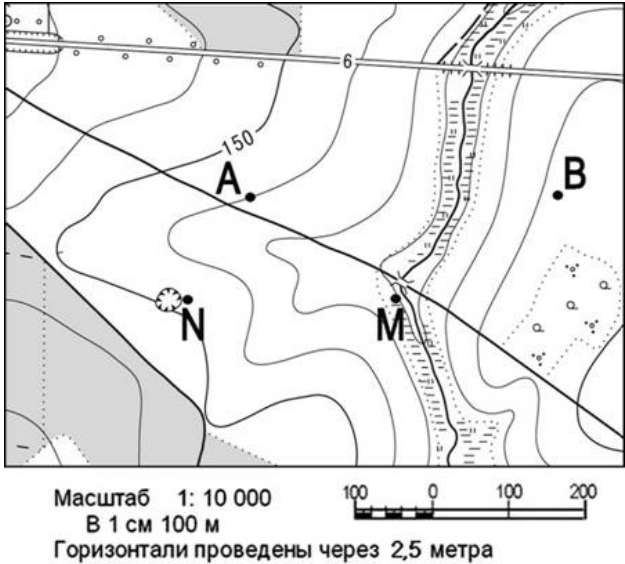 6
150
A
B
N
M
Масштаб 1: 10 000
В 1 см 100 м
100 0 100 200
Горизонтали проведены через 2,5 метра